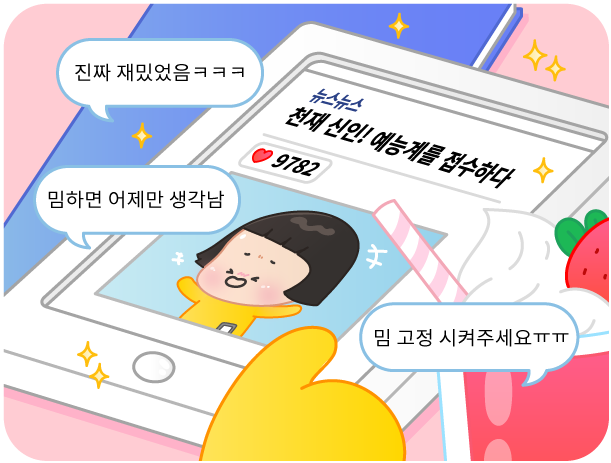 진짜 재밌었음ㅋㅋㅋ
뉴스뉴스
천재 신인! 예능계를 접수하다
9782
밈하면 어제만 생각남
밈 고정 시켜주세요ㅠㅠ